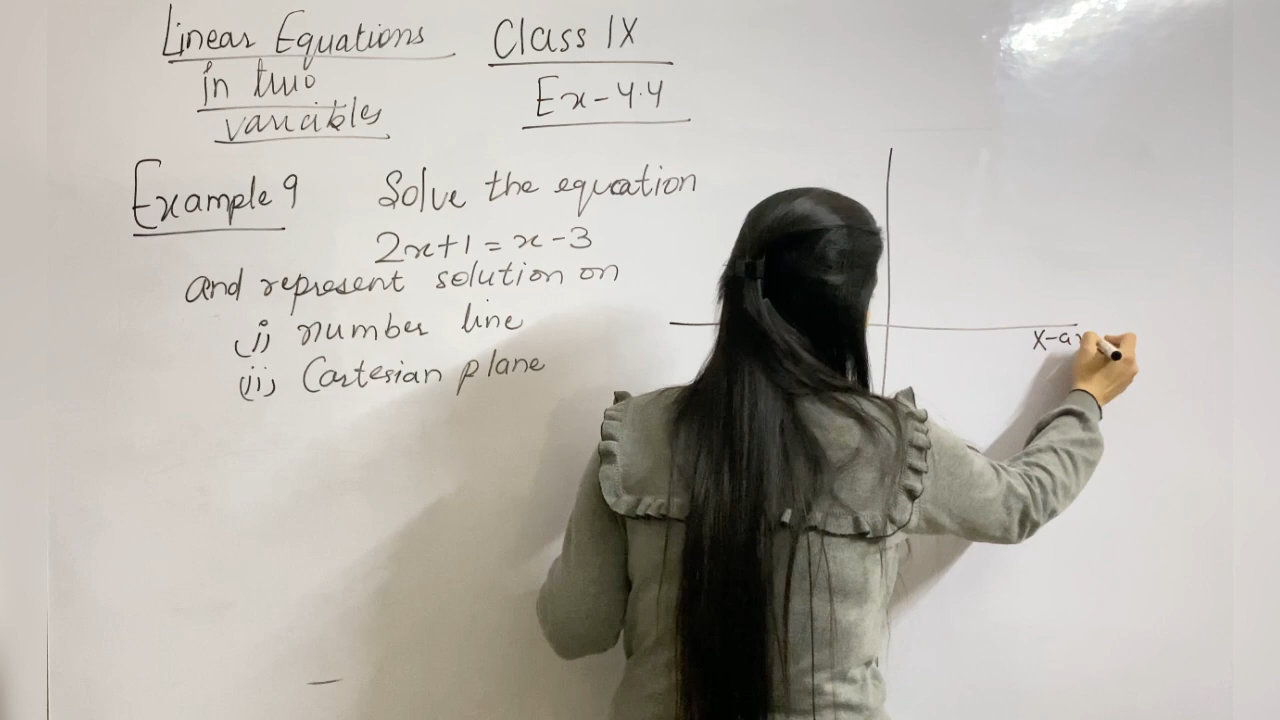 Linear Equations
in two
variables
Class IX
Ex-4.4
Example 9 Solve the equation
2x+1=x-3
and represent solution on
(i) number line
(ii) Cartesian plane
X-a